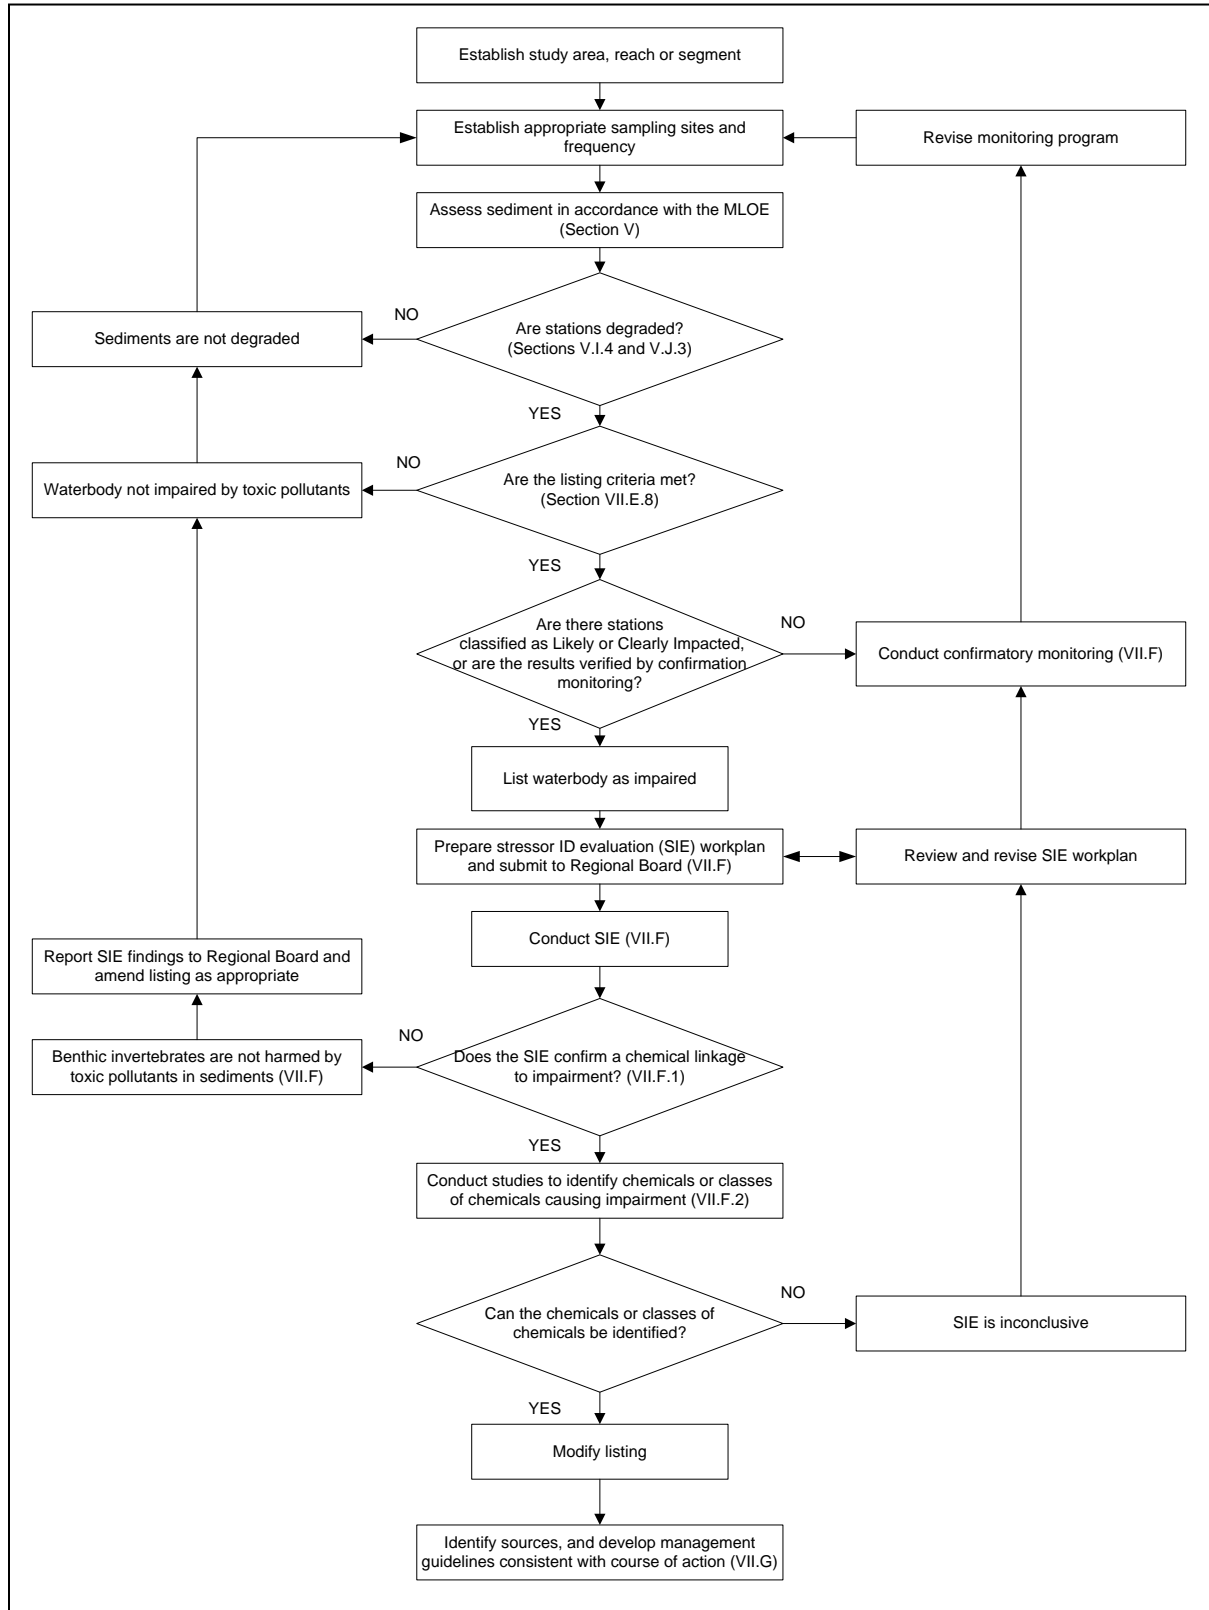 Establish study area, reach or segment
Establish appropriate sampling sites and
frequency
Revise monitoring program
Assess sediment in accordance with the MLOE
(Section V)
NO
Are stations degraded?
(Sections V.I.4 and V.J.3)
Sediments are not degraded
YES
NO
Are the listing criteria met?
(Section VII.E.8)
Waterbody not impaired by toxic pollutants
YES
Are there stations
classified as Likely or Clearly Impacted,
or are the results verified by confirmation
monitoring?
NO
Conduct confirmatory monitoring (VII.F)
YES
List waterbody as impaired
Prepare stressor ID evaluation (SIE) workplan
and submit to Regional Board (VII.F)
Review and revise SIE workplan
Conduct SIE (VII.F)
Report SIE findings to Regional Board and
amend listing as appropriate
NO
Does the SIE confirm a chemical linkage
to impairment? (VII.F.1)
Benthic invertebrates are not harmed by
toxic pollutants in sediments (VII.F)
YES
Conduct studies to identify chemicals or classes
of chemicals causing impairment (VII.F.2)
NO
Can the chemicals or classes of
chemicals be identified?
SIE is inconclusive
YES
Modify listing
Identify sources, and develop management
guidelines consistent with course of action (VII.G)